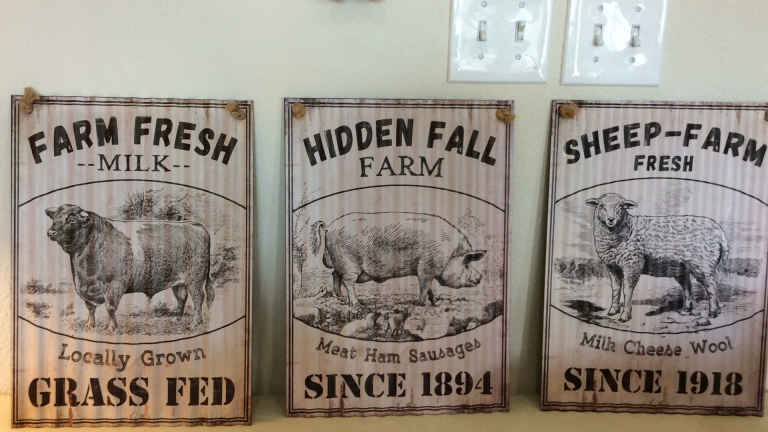 FARM FRESH
--MILK--
Locally Grown
GRASS FED
HIDDEN FALL
FARM
Meat Ham Sausages
SINCE 1894
SHEEP-FARM
FRESH
Milk Cheese Wool
SINCE 1918